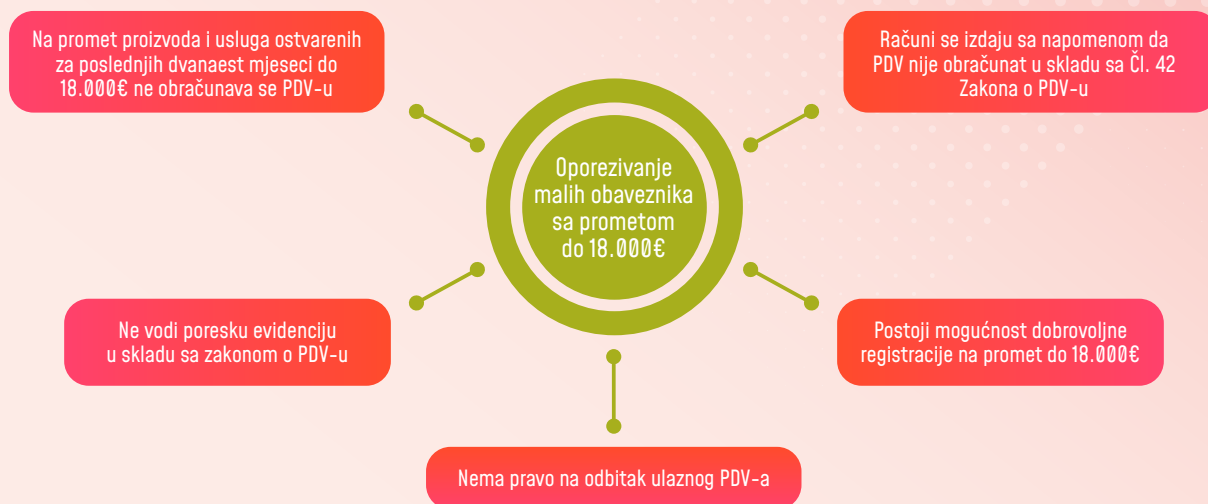 Na promet proizvoda i usluga ostvarenih
za poslednjih dvanaest mjeseci do
18.000€ ne obračunava se PDV-u
Računi se izdaju sa napomenom da
PDV nije obračunat u skladu sa Čl. 42
Zakona o PDV-u
Oporezivanje
malih obaveznika
sa prometom
do 18.000€
Ne vodi poresku evidenciju
u skladu sa zakonom o PDV-u
Postoji mogućnost dobrovoljne
registracije na promet do 18.000€
Nema pravo na odbitak ulaznog PDV-a